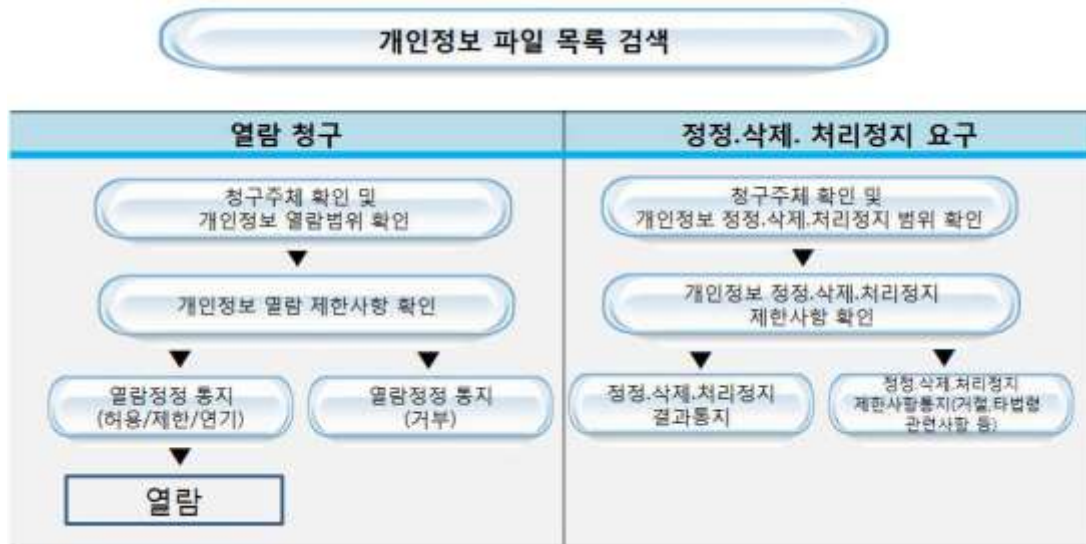 개인정보 파일 목록 검색
열람 청구
정정.삭제. 처리정지 요구
청구주체 확인 및
개인정보 열람범위 확인
청구주체 확인 및
개인정보 정정.삭제.처리정지 범위 확인
개인정보 열람 제한사항 확인
개인정보 정정.삭제.처리정지
제한사항 확인
열람정정 통지
(허용/제한/연기)
열람정정 통지
(거부)
정정.삭제.처리정지
결과통지
정정.삭제.처리정지
제한사항통지(거절.타법령
관련사항 등)
열람